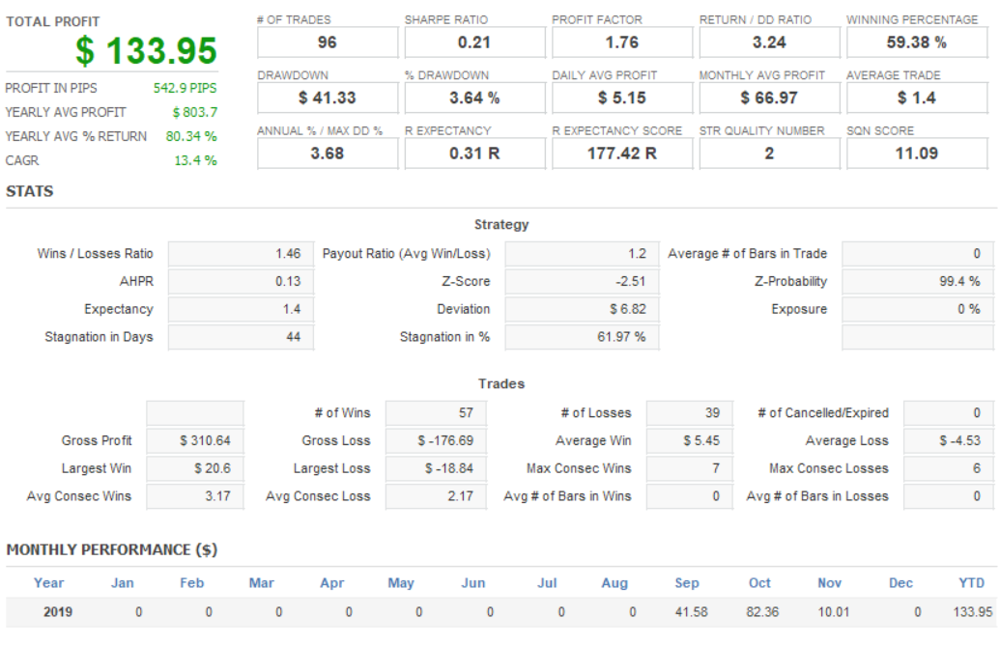 TOTAL PROFIT
$ 133.95
PROFIT IN PIPS 542.9 PIPS
YEARLY AVG PROFIT $ 803.7
YEARLY AVG % RETURN 80.34 %
CAGR 13.4 %
# OF TRADES SHARPE RATIO PROFIT FACTOR RETURN / DD RATIO WINNING PERCENTAGE
96 0.21 1.76 3.24 59.38 %
DRAWDOWN % DRAWDOWN DAILY AVG PROFIT MONTHLY AVG PROFIT AVERAGE TRADE
$ 41.33 3.64 % $ 5.15 $ 66.97 $ 1.4
ANNUAL % / MAX DD % R EXPECTANCY R EXPECTANCY SCORE STR QUALITY NUMBER SQN SCORE
3.68 0.31 R 177.42 R 2 11.09
STATS
Strategy
Wins / Losses Ratio 1.46 Payout Ratio (Avg Win/Loss) 1.2 Average # of Bars in Trade 0
AHPR 0.13 Z-Score -2.51 Z-Probability 99.4 %
Expectancy 1.4 Deviation $ 6.82 Exposure 0 %
Stagnation in Days 44 Stagnation in % 61.97 %
Trades
# of Wins 57 # of Losses 39 # of Cancelled/Expired 0
Gross Profit $ 310.64 Gross Loss $ -176.69 Average Win $ 5.45 Average Loss $ -4.53
Largest Win $ 20.6 Largest Loss $ -18.84 Max Consec Wins 7 Max Consec Losses 6
Avg Consec Wins 3.17 Avg Consec Loss 2.17 Avg # of Bars in Wins 0 Avg # of Bars in Losses 0
MONTHLY PERFORMANCE ($)
Year Jan Feb Mar Apr May Jun Jul Aug Sep Oct Nov Dec YTD
2019 0 0 0 0 0 0 0 0 41.58 82.36 10.01 0 133.95